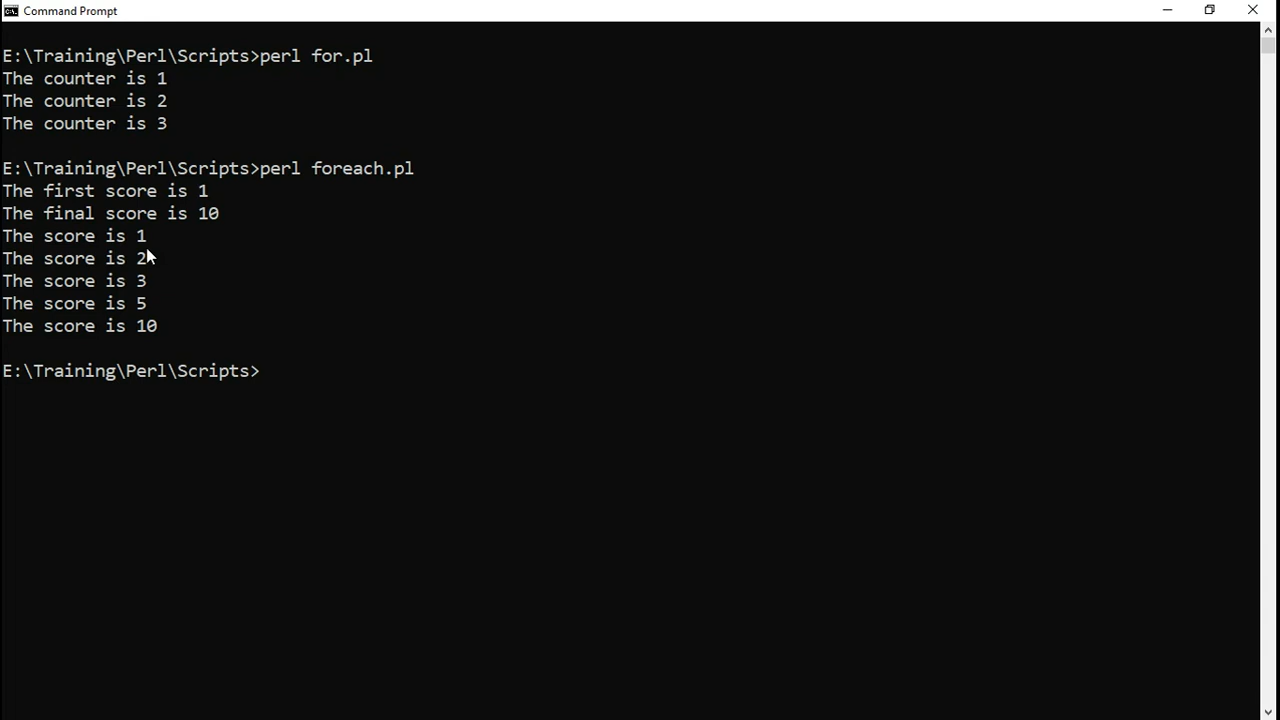 Command Prompt
E:\Training\Perl\Scripts>perl for.pl
The counter is 1
The counter is 2
The counter is 3
E:\Training\Perl\Scripts>perl foreach.pl
The first score is 1
The final score is 10
The score is 1
The score is 2
The score is 3
The score is 5
The score is 10
E:\Training\Perl\Scripts>